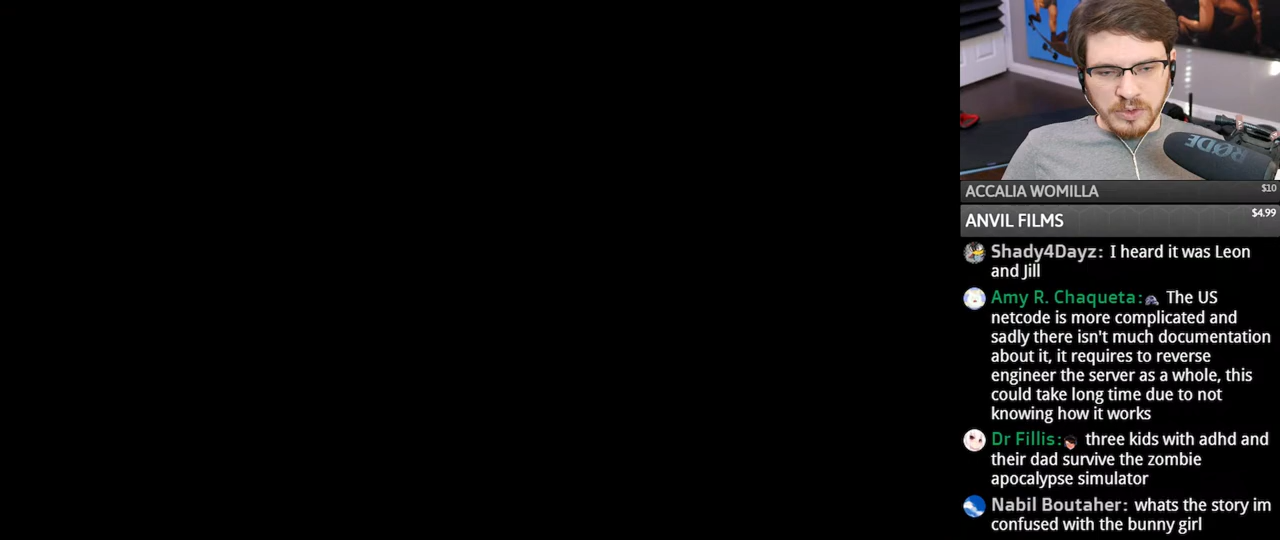 RØDE
ACCALIA WOMILLA
$10
ANVIL FILMS
$4.99
Shady4Dayz: I heard it was Leon
and Jill
Amy R. Chaqueta: The US
netcode is more complicated and
sadly there isn't much documentation
about it, it requires to reverse
engineer the server as a whole, this
could take long time due to not
knowing how it works
Dr Fillis: three kids with adhd and
their dad survive the zombie
apocalypse simulator
Nabil Boutaher: whats the story im
confused with the bunny girl